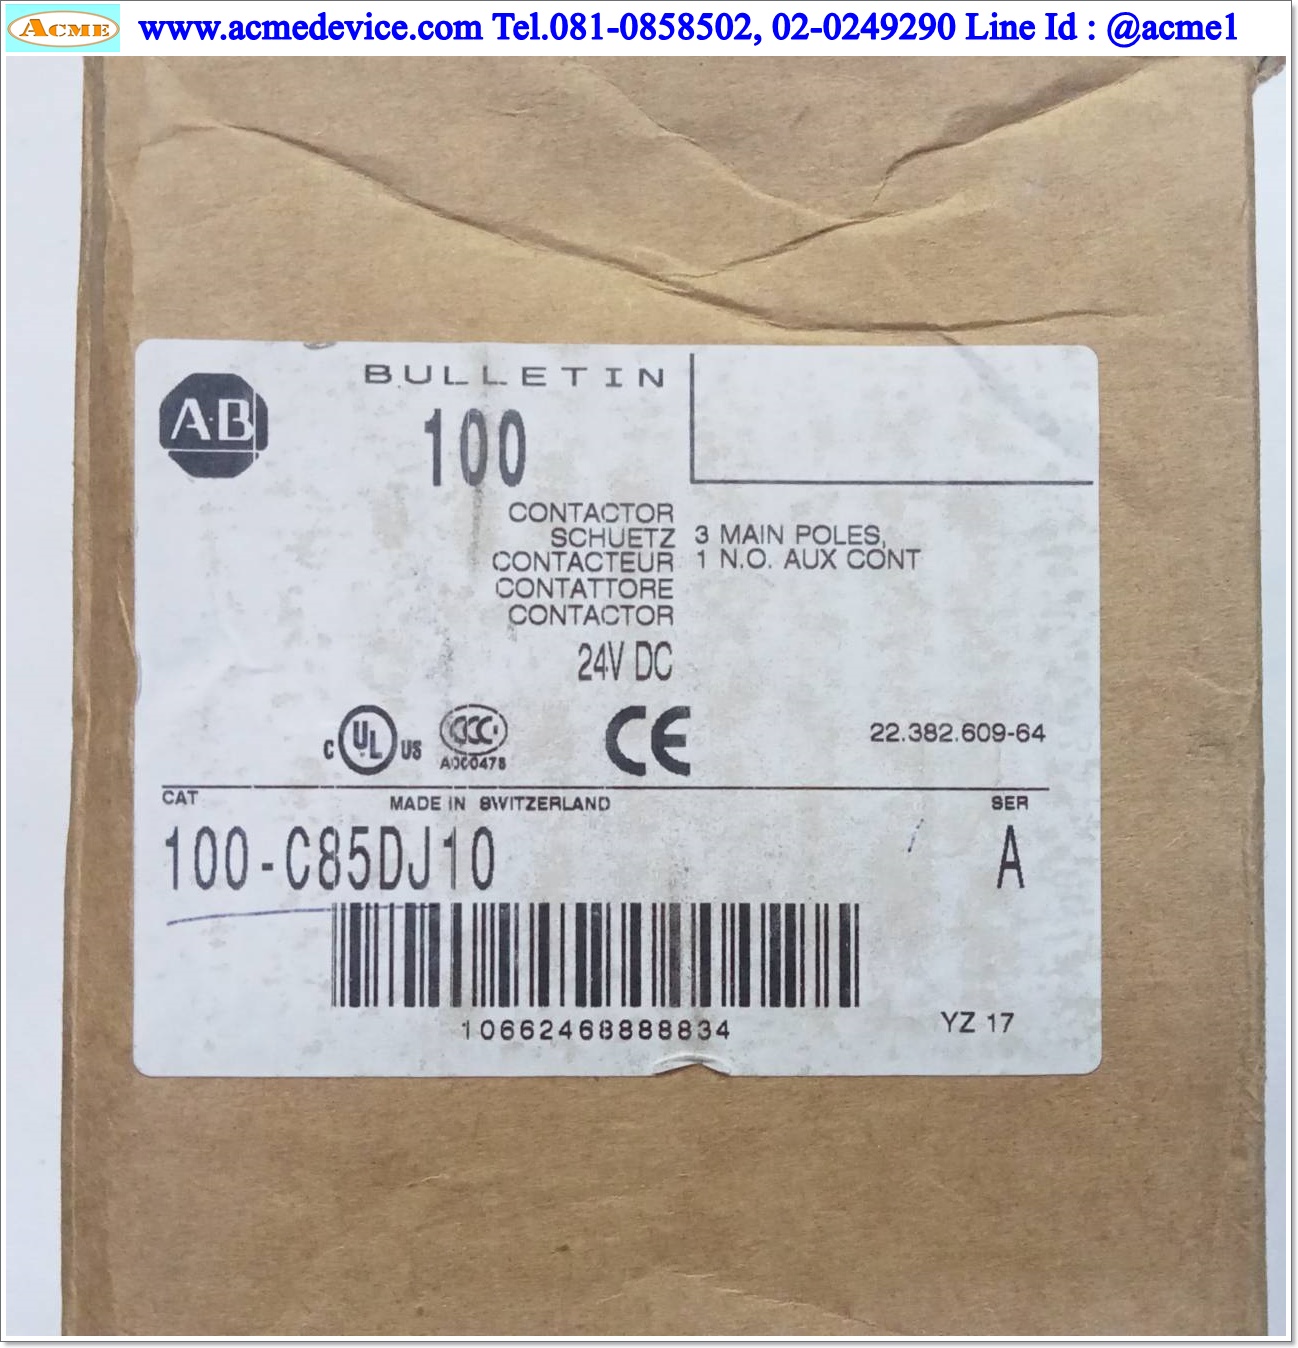 ACME www.acmedevice.com Tel.081-0858502, 02-0249290 Line Id : @acme1
A·B
BULLETIN
100
CONTACTOR
SCHUETZ 3 MAIN POLES,
CONTACTEUR 1 N.O. AUX CONT
CONTATTORE
CONTACTOR
24V DC
C UL US
CCC
A000478
CE
22.382.609-64
CAT MADE IN SWITZERLAND SER
100-C85DJ10 A
10662468888834
YZ 17